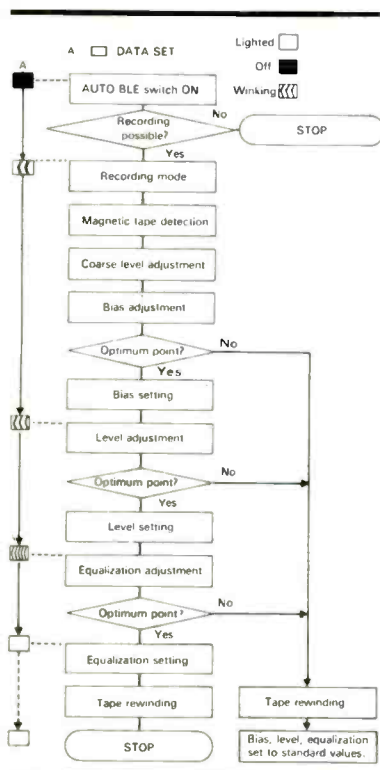 A DATA SET
Lighted
Off
Winking
A
AUTO BLE switch ON
Recording
possible?
No
STOP
Yes
Recording mode
Magnetic tape detection
Coarse level adjustment
Bias adjustment
Optimum point?
No
Yes
Bias setting
Level adjustment
Optimum point?
No
Yes
Level setting
Equalization adjustment
Optimum point?
No
Yes
Equalization setting
Tape rewinding
Tape rewinding
STOP
Bias, level, equalization
set to standard values.